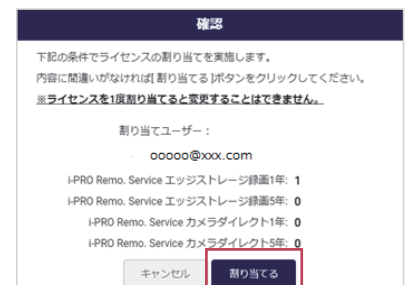 確認
下記の条件でライセンスの割り当てを実施します。
内容に間違いがなければ[割り当てる]ボタンをクリックしてください。
※ライセンスを1度割り当てると変更することはできません。
割り当てユーザー：
ooooo@xxx.com
i-PRO Remo. Service エッジストレージ録画1年: 1
i-PRO Remo. Service エッジストレージ録画5年: 0
i-PRO Remo. Service カメラダイレクト1年: 0
i-PRO Remo. Service カメラダイレクト5年: 0
キャンセル 割り当てる